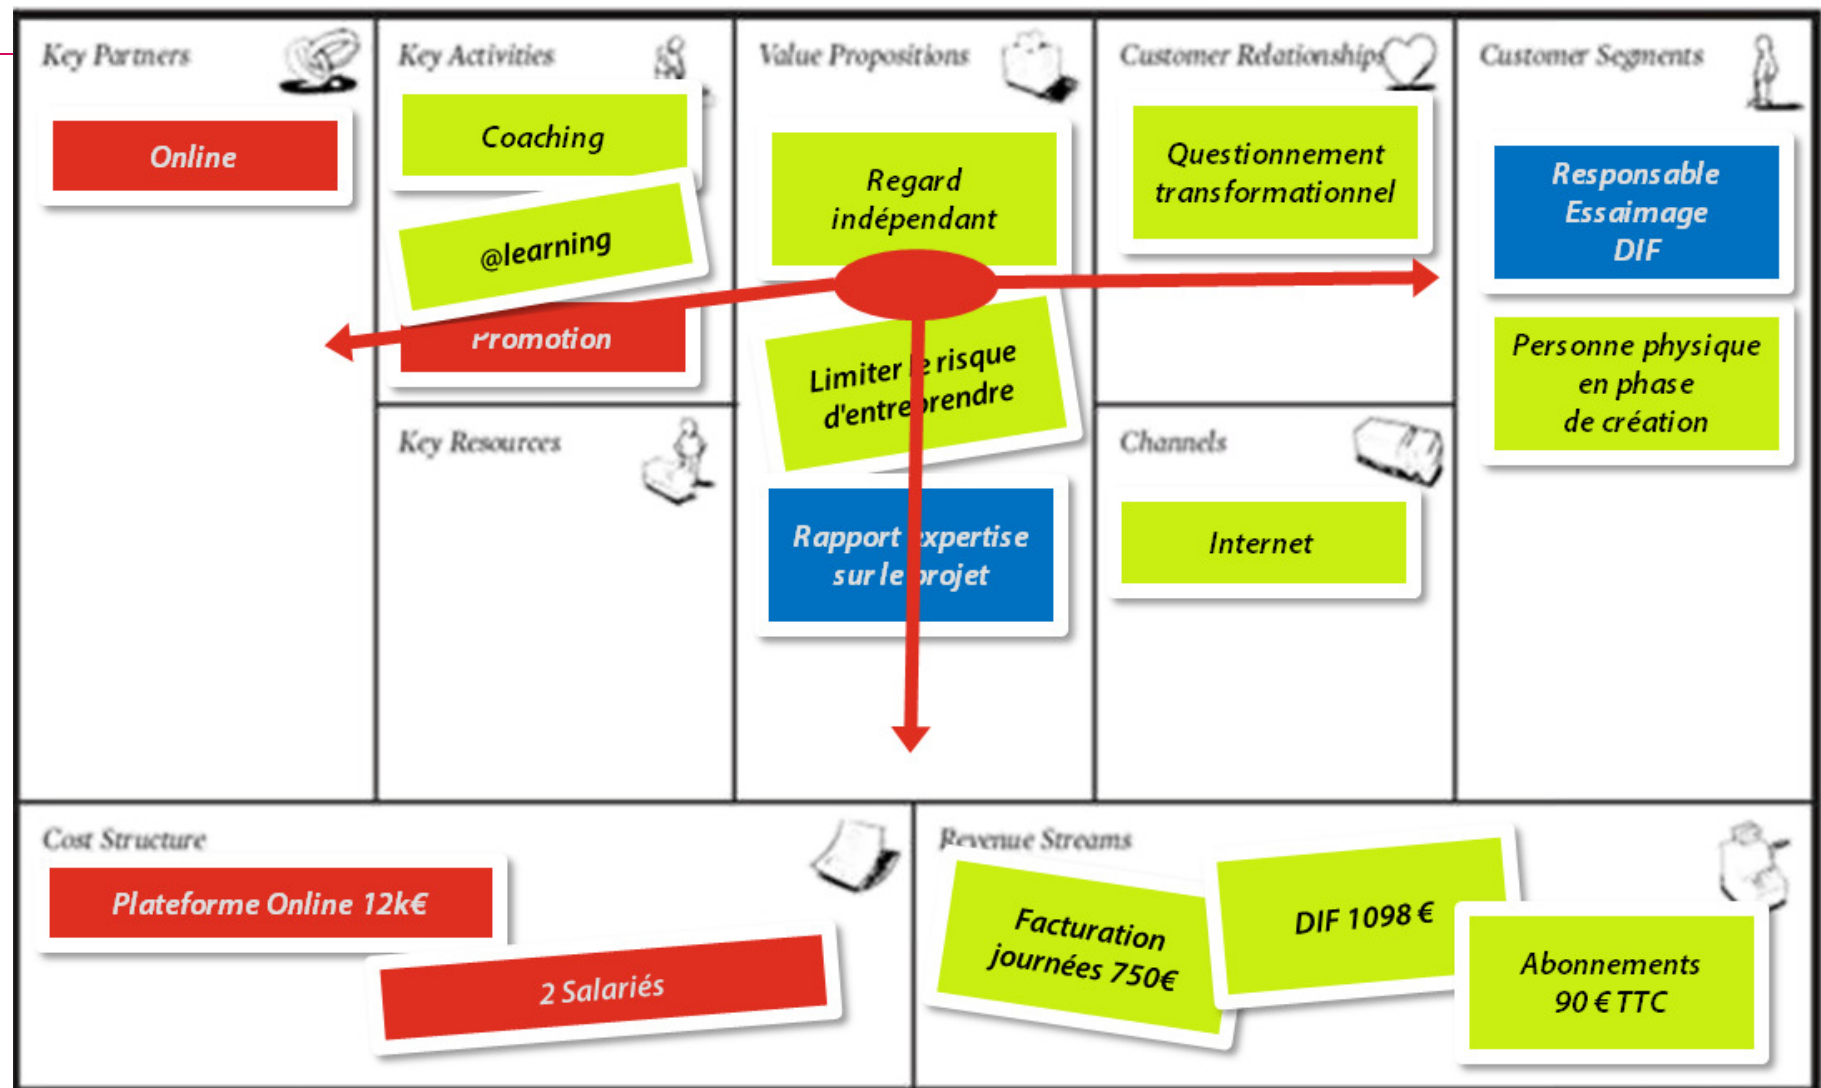 Key Partners
Online
Key Activities
Coaching
@learning
Promotion
Key Resources
Value Propositions
Regard
indépendant
Limiter le risque
d'entreprendre
Rapport expertise
sur le projet
Customer Relationships
Questionnement
transformationnel
Channels
Internet
Customer Segments
Responsable
Essaimage
DIF
Personne physique
en phase
de création
Cost Structure
Plateforme Online 12k€
2 Salariés
Revenue Streams
Facturation
journées 750€
DIF 1098 €
Abonnements
90 € TTC